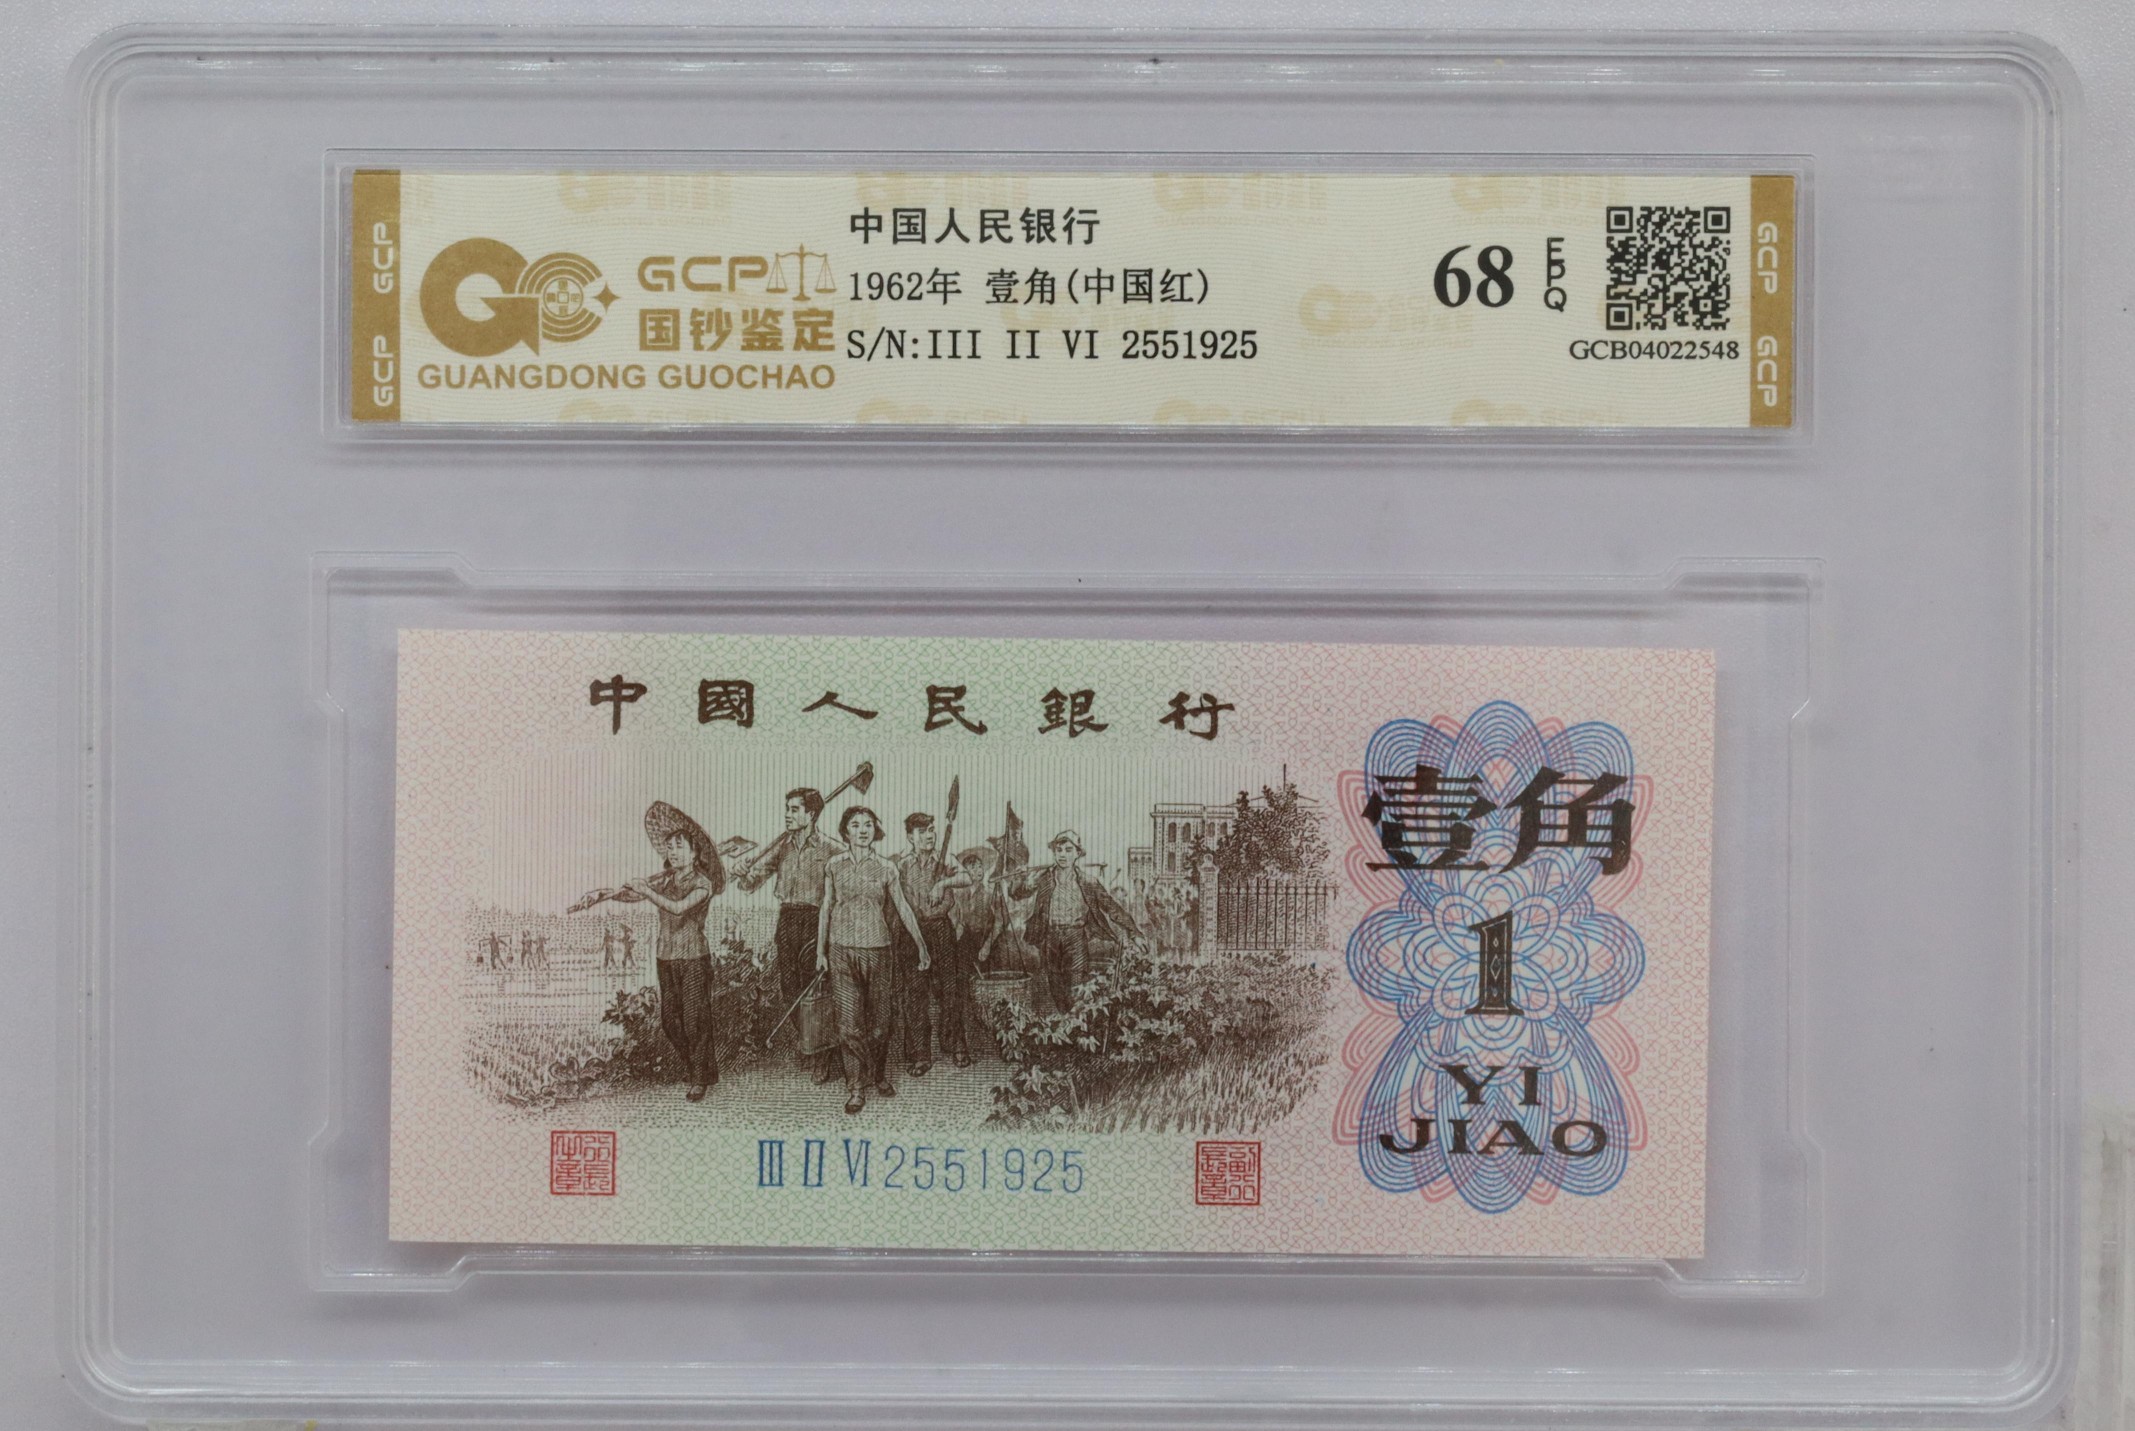 GCP GCP
GCP
国钞鉴定
GUANGDONG GUOCHAO
中国人民银行
1962年 壹角(中国红)
S/N:III II VI 2551925
68 EPQ
GCB04022548
GCP GCP
中國人民銀行
壹角
1
YI
JIAO
III II VI 2551925